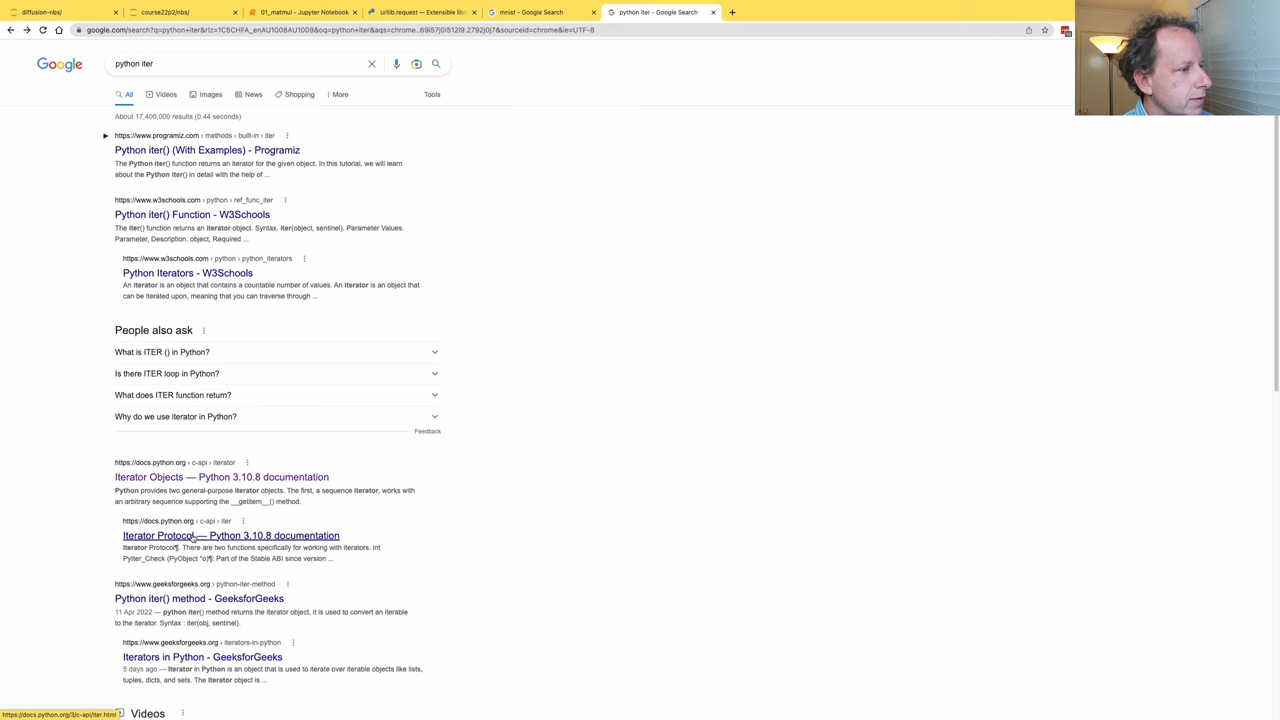 diffusion-nbs/
course22p2/nbs/
01_matmul - Jupyter Notebook
urllib.request — Extensible lib
mnist - Google Search
python iter - Google Search
google.com/search?q=python+iter&rlz=1C5CHFA_enAU1008AU1009&oq=python+iter&aqs=chrome..69i57j0i512l9.2792j0j7&sourceid=chrome&ie=UTF-8
Google
python iter
All
Videos
Images
News
Shopping
More
Tools
About 17,400,000 results (0.44 seconds)
https://www.programiz.com › methods › built-in › iter
Python iter() (With Examples) - Programiz
The Python iter() function returns an iterator for the given object. In this tutorial, we will learn
about the Python iter() in detail with the help of ...
https://www.w3schools.com › python › ref_func_iter
Python iter() Function - W3Schools
The iter() function returns an iterator object. Syntax. iter(object, sentinel). Parameter Values.
Parameter, Description. object, Required ...
https://www.w3schools.com › python › python_iterators
Python Iterators - W3Schools
An iterator is an object that contains a countable number of values. An iterator is an object that
can be iterated upon, meaning that you can traverse through ...
People also ask
What is ITER () in Python?
Is there ITER loop in Python?
What does ITER function return?
Why do we use iterator in Python?
Feedback
https://docs.python.org › c-api › iterator
Iterator Objects — Python 3.10.8 documentation
Python provides two general-purpose iterator objects. The first, a sequence iterator, works with
an arbitrary sequence supporting the __getitem__() method.
https://docs.python.org › c-api › iter
Iterator Protocol — Python 3.10.8 documentation
Iterator Protocol¶. There are two functions specifically for working with iterators. int
PyIter_Check (PyObject *o)¶: Part of the Stable ABI since version ...
https://www.geeksforgeeks.org › python-iter-method
Python iter() method - GeeksforGeeks
11 Apr 2022 — python iter() method returns the iterator object, it is used to convert an iterable
to the iterator. Syntax : iter(obj, sentinel).
https://www.geeksforgeeks.org › iterators-in-python
Iterators in Python - GeeksforGeeks
5 days ago — Iterator in Python is an object that is used to iterate over iterable objects like lists,
tuples, dicts, and sets. The iterator object is ...
https://docs.python.org/3/c-api/iter.html
Videos